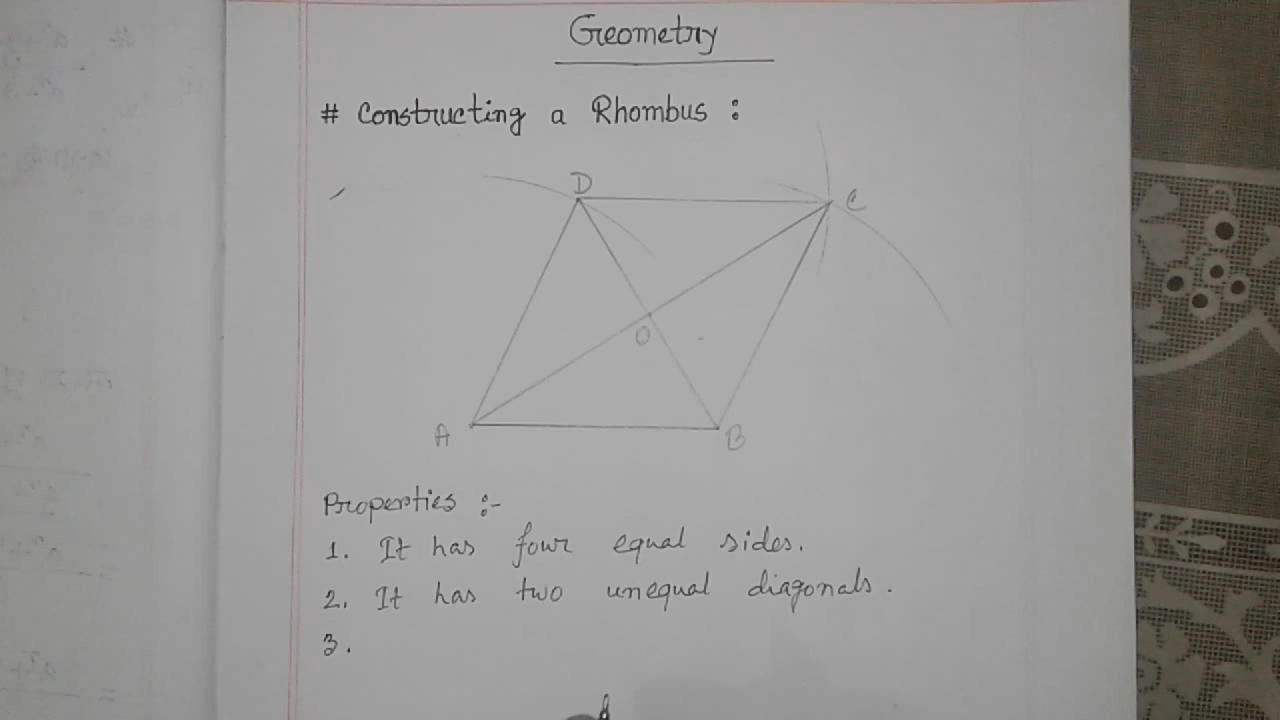 Geometry
# Constructing a Rhombus :
D
C
O
A
B
Properties :-
1. It has four equal sides.
2. It has two unequal diagonals.
3.